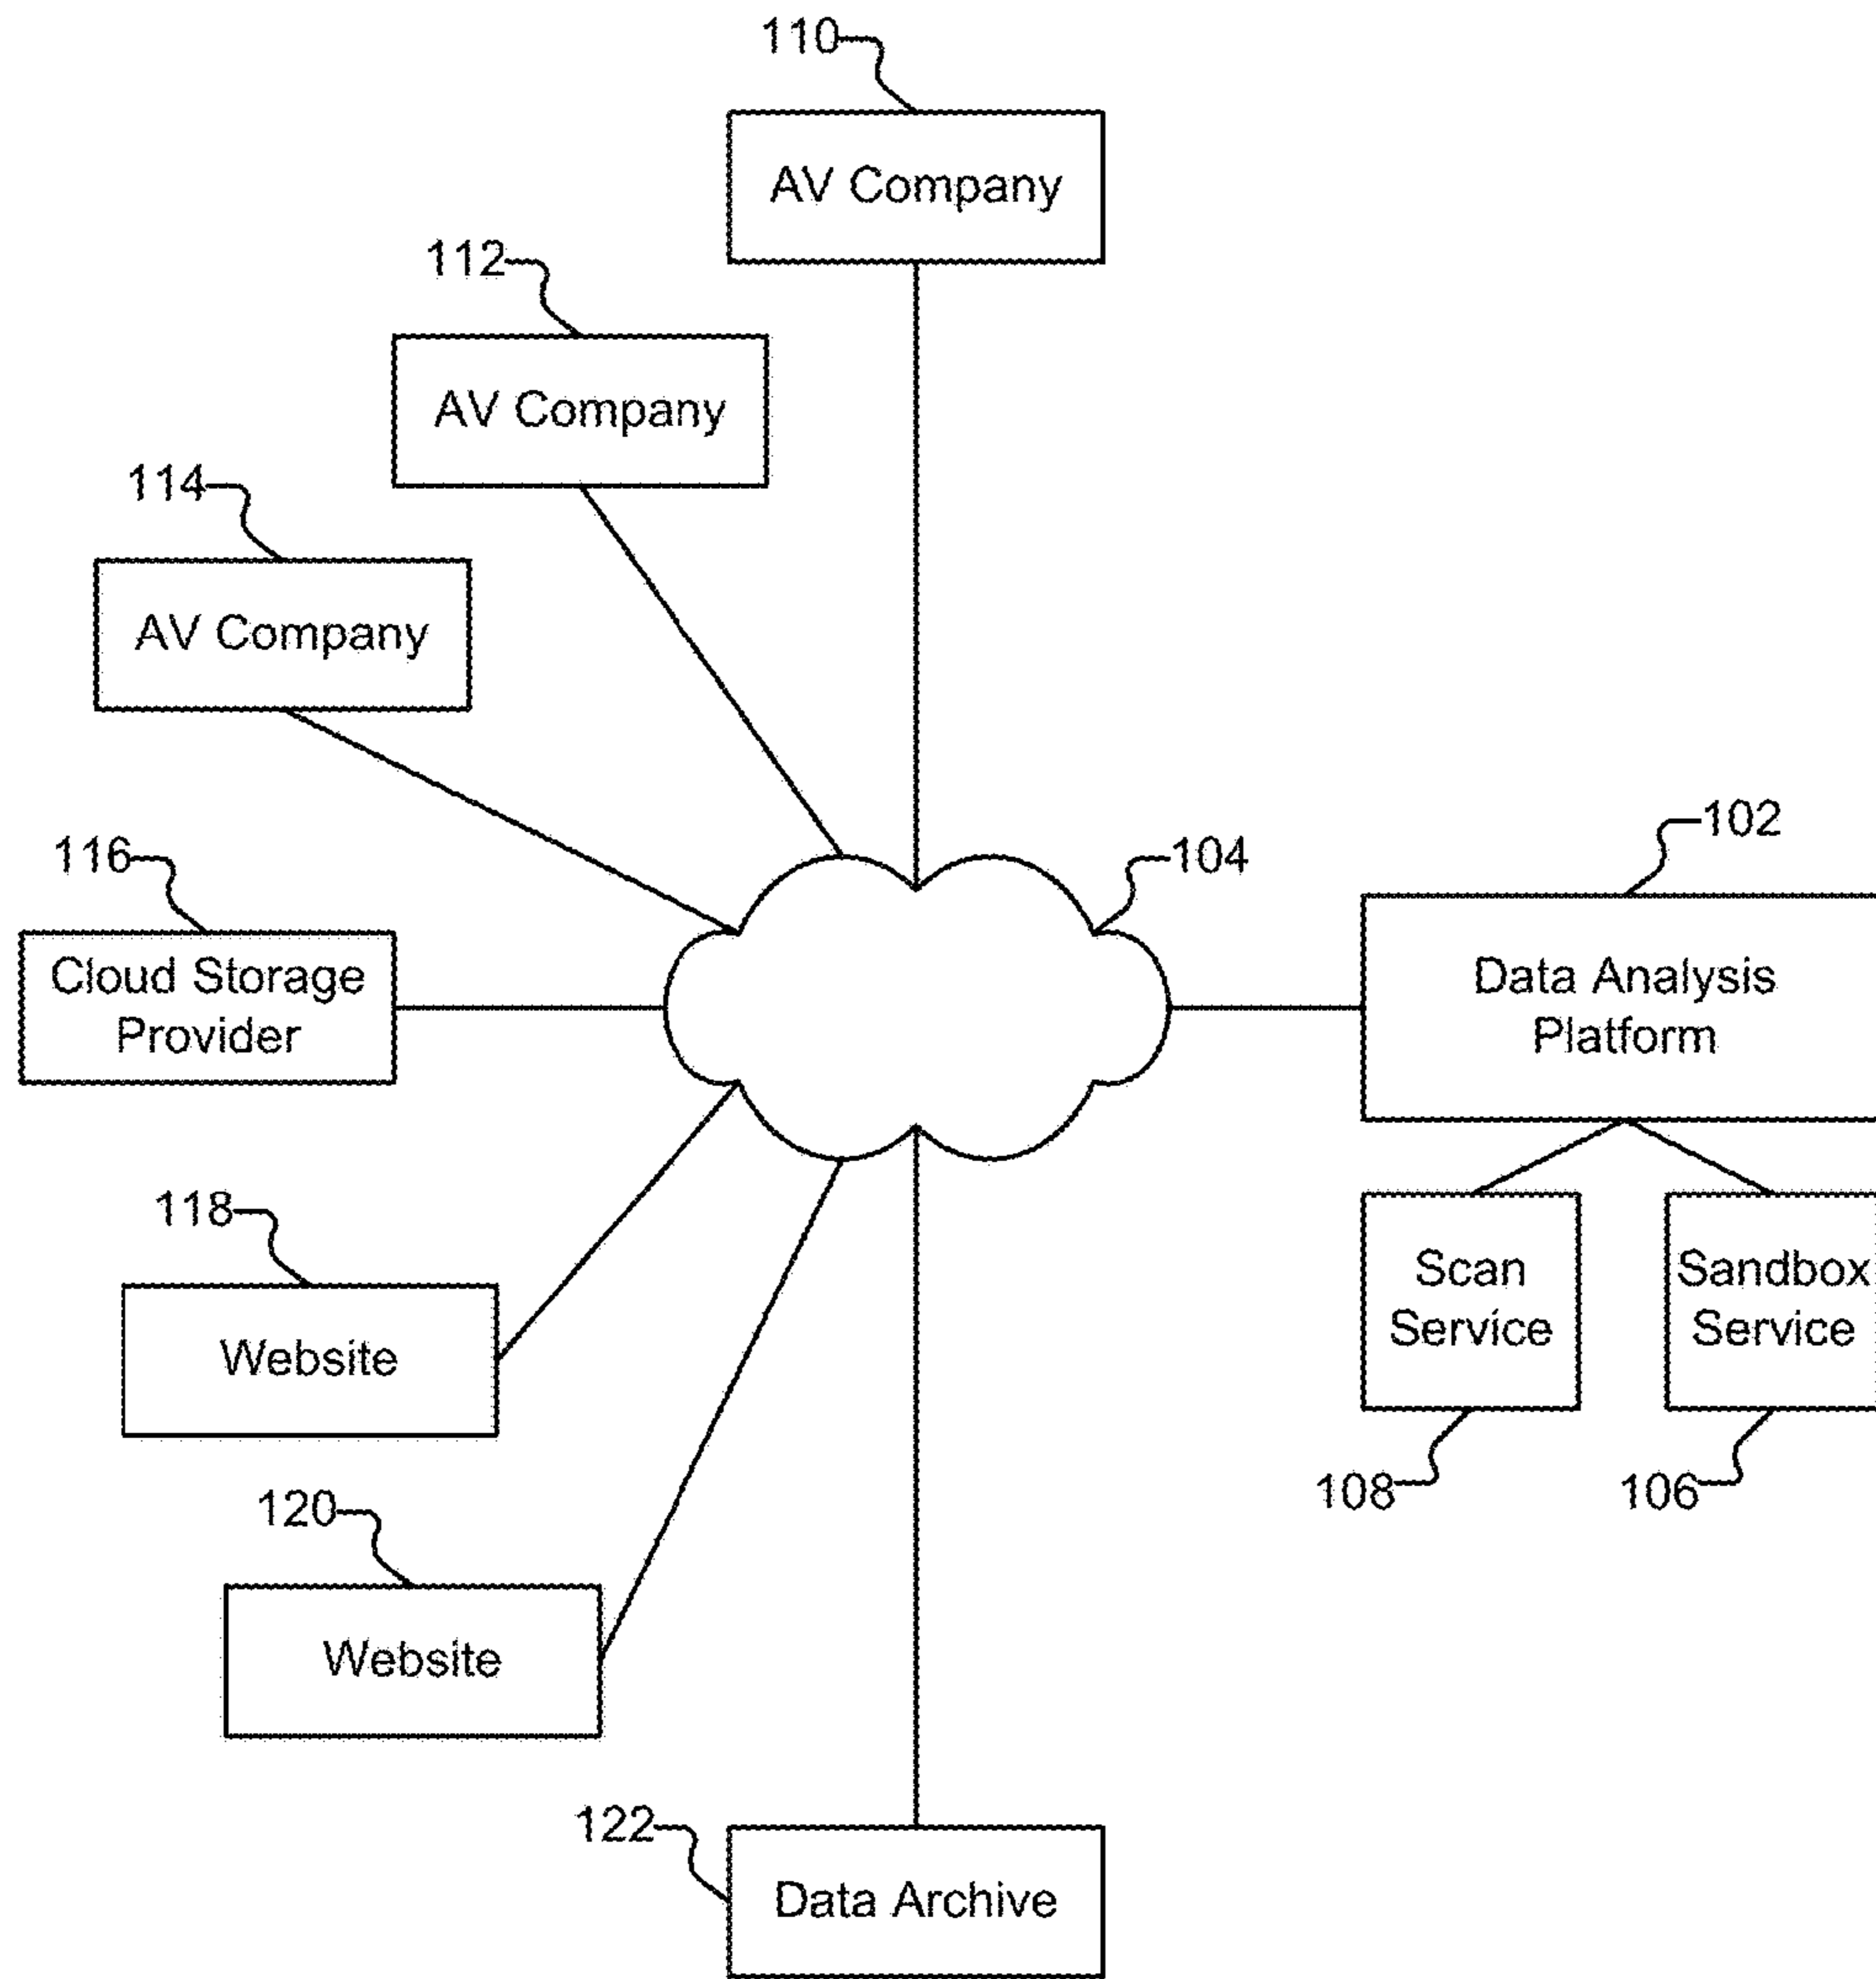 110
AV Company
112
AV Company
114
AV Company
116
Cloud Storage
Provider
104
102
Data Analysis
Platform
118
Website
Scan
Service
Sandbox
Service
108
106
120
Website
122
Data Archive